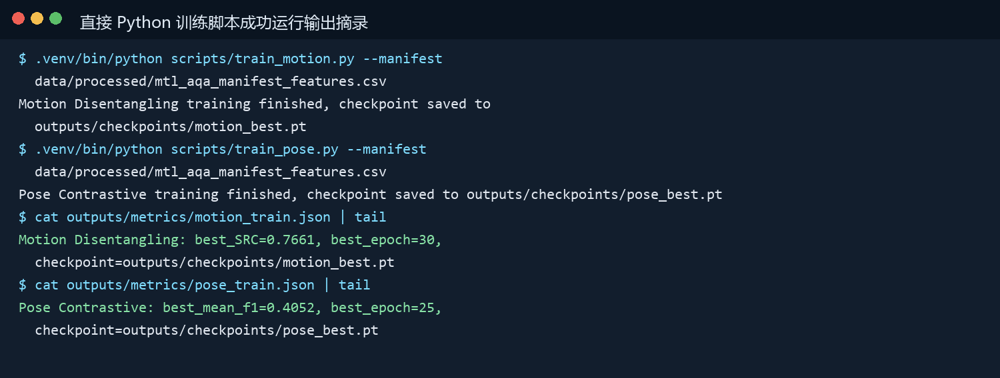 直接 Python 训练脚本成功运行输出摘录
$ .venv/bin/python scripts/train_motion.py --manifest
data/processed/mtl_aqa_manifest_features.csv
Motion Disentangling training finished, checkpoint saved to
outputs/checkpoints/motion_best.pt
$ .venv/bin/python scripts/train_pose.py --manifest
data/processed/mtl_aqa_manifest_features.csv
Pose Contrastive training finished, checkpoint saved to outputs/checkpoints/pose_best.pt
$ cat outputs/metrics/motion_train.json | tail
Motion Disentangling: best_SRC=0.7661, best_epoch=30,
checkpoint=outputs/checkpoints/motion_best.pt
$ cat outputs/metrics/pose_train.json | tail
Pose Contrastive: best_mean_f1=0.4052, best_epoch=25,
checkpoint=outputs/checkpoints/pose_best.pt